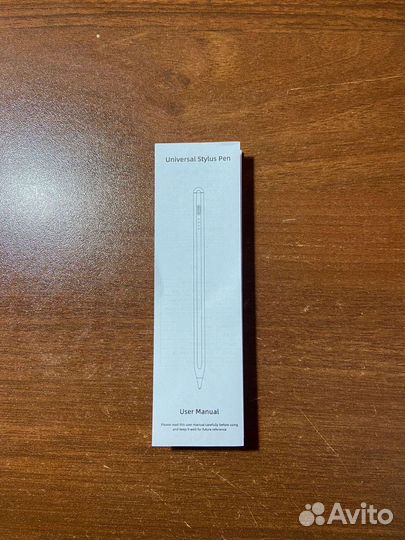 Universal Stylus Pen
User Manual
Please read this user manual carefully before using
and keep it well for future reference
Avito